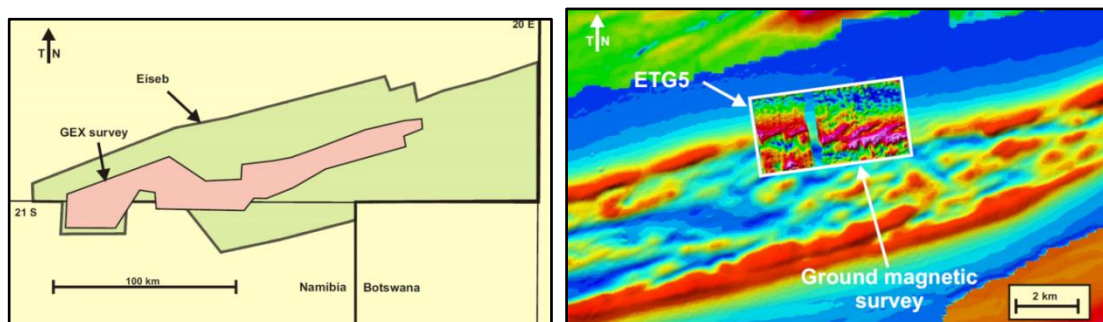 20 E
T N
Eiseb
GEX survey
21 S
100 km
Namibia
Botswana
T N
ETG5
Ground magnetic
survey
2 km